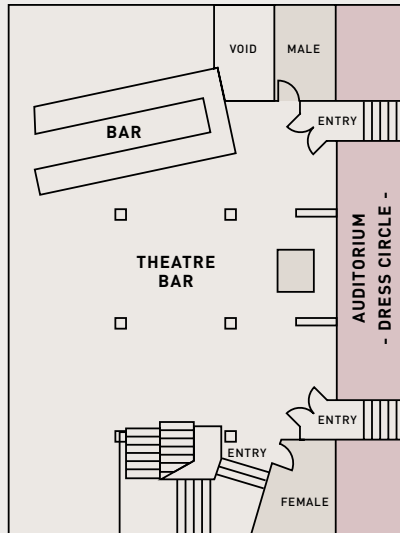 VOID
MALE
ENTRY
BAR
THEATRE
BAR
AUDITORIUM
- DRESS CIRCLE -
ENTRY
ENTRY
FEMALE